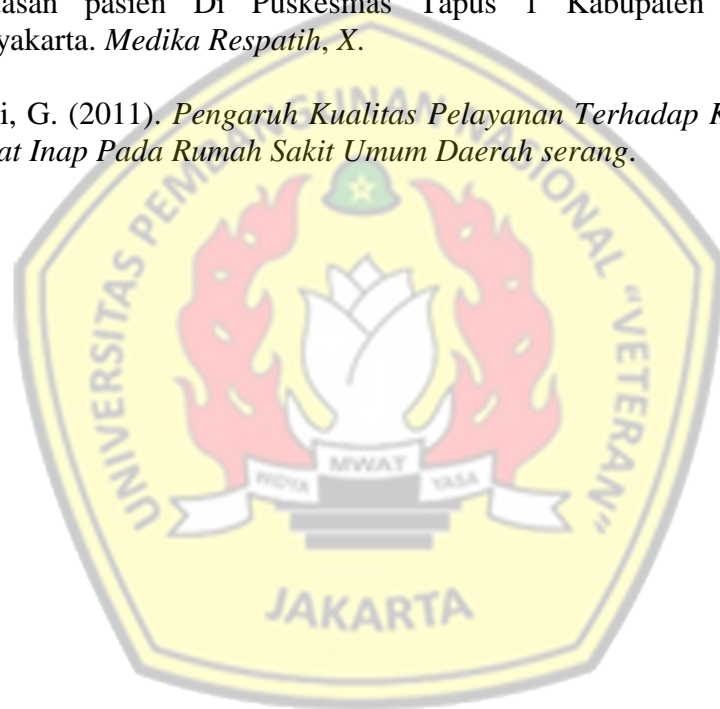 uasan pasien Di Puskesmas Tapus 1 Kabupaten
yakarta. Medika Respatih, X.
i, G. (2011). Pengaruh Kualitas Pelayanan Terhadap K
at Inap Pada Rumah Sakit Umum Daerah serang.
UNIVERSITAS PEMBANGUNAN NASIONAL “VETERAN”
WIDYA MWAT YASA
JAKARTA